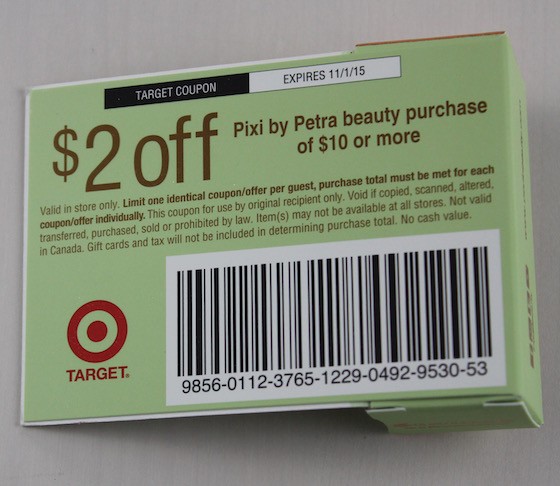 TARGET COUPON EXPIRES 11/1/15
$2 off
Pixi by Petra beauty purchase
of $10 or more
Valid in store only. Limit one identical coupon/offer per guest, purchase total must be met for each
coupon/offer individually. This coupon for use by original recipient only. Void if copied, scanned, altered,
transferred, purchased, sold or prohibited by law. Item(s) may not be available at all stores. Not valid
in Canada. Gift cards and tax will not be included in determining purchase total. No cash value.
TARGET.
9856-0112-3765-1229-0492-9530-53